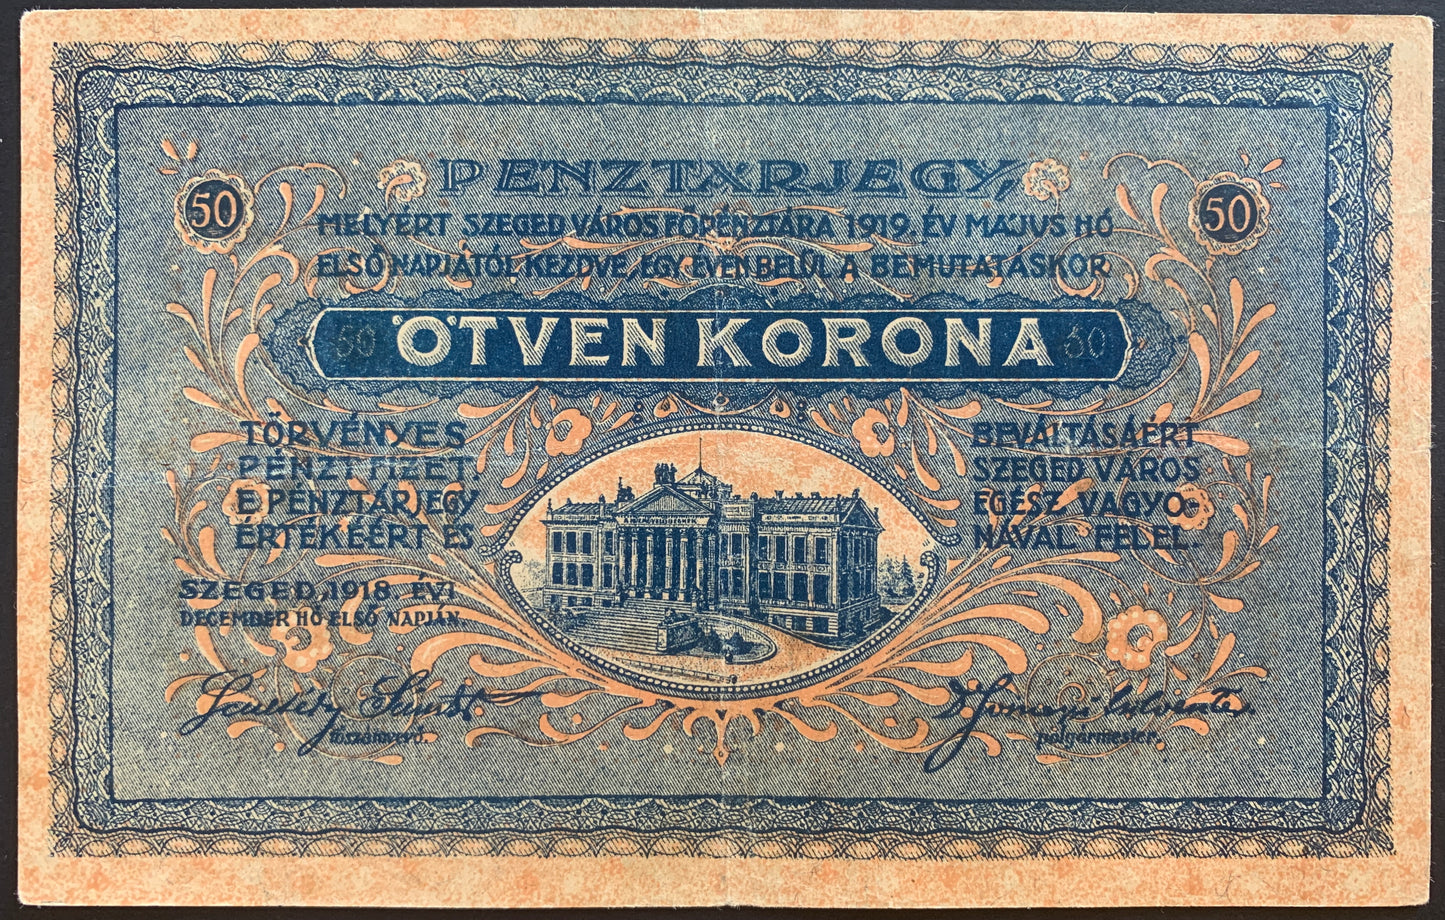 PÉNZTÁRJEGY,
50
50
MELYÉRT SZEGED VÁROS FŐPÉNZTÁRA 1919. ÉV MÁJUS HÓ
ELSŐ NAPJÁTÓL KEZDVE, EGY ÉVEN BELÜL A BEMUTATÁSKOR
50 ÖTVEN KORONA 50
TÖRVÉNYES
PÉNZT FIZET.
E PÉNZTÁRJEGY
ÉRTÉKÉÉRT ÉS
BEVÁLTÁSÁÉRT
SZEGED VÁROS
EGÉSZ VAGYO-
NÁVAL FELEL.
SZEGED, 1918. ÉVI
DECEMBER HÓ ELSŐ NAPJÁN.
főszámvevő.
polgármester.